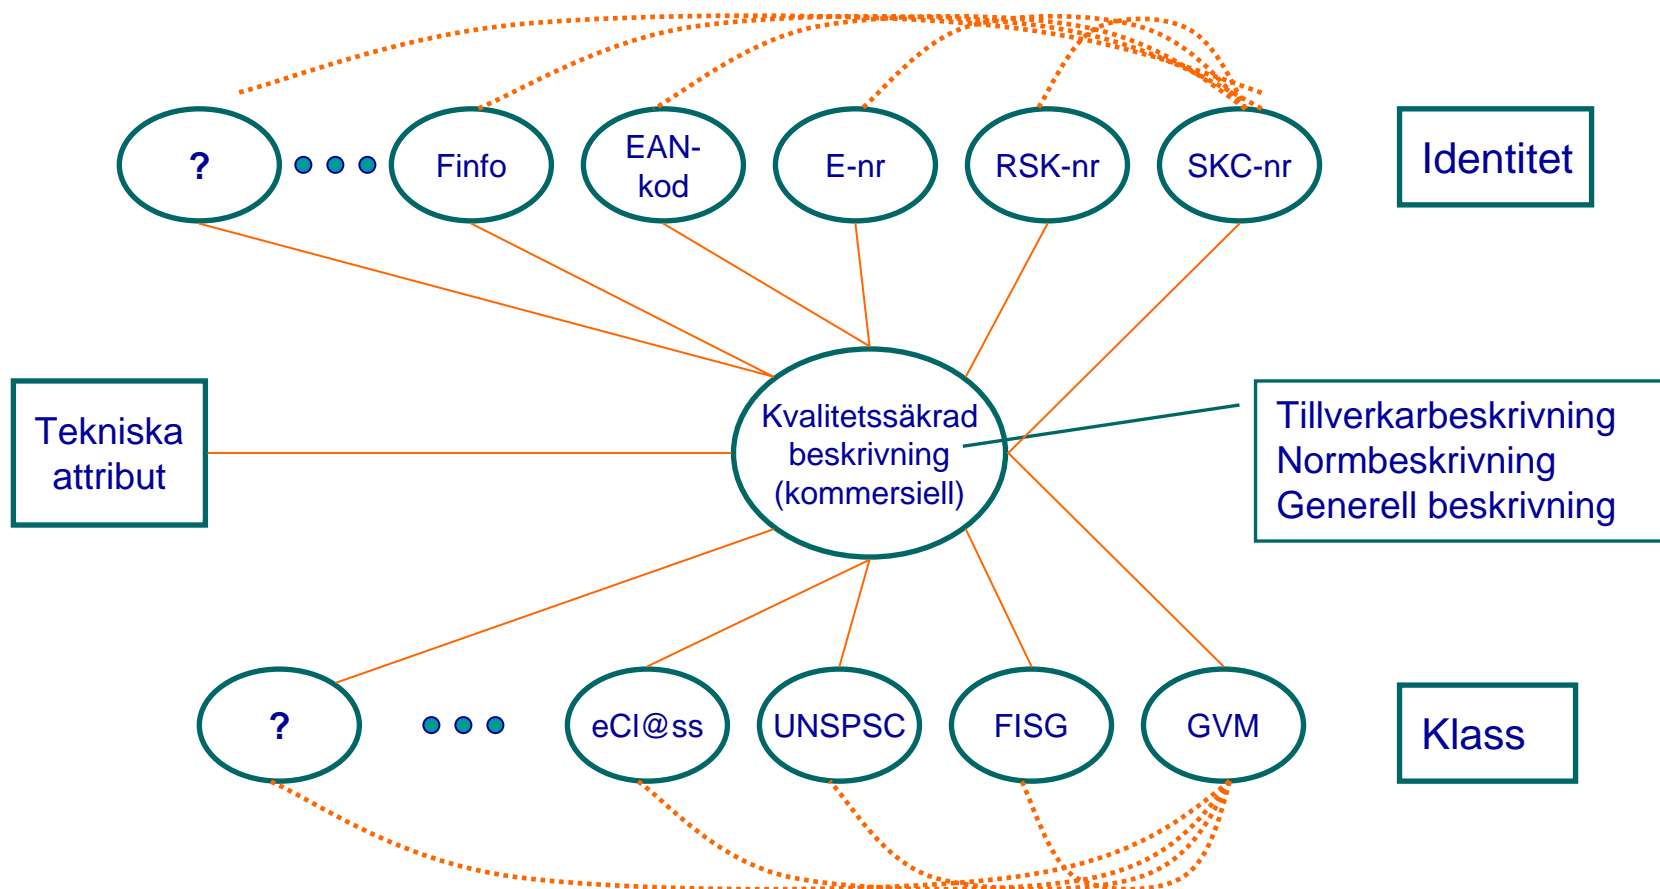 ?
Finfo
EAN-
kod
E-nr
RSK-nr
SKC-nr
Identitet
Tekniska
attribut
Kvalitetssäkrad
beskrivning
(kommersiell)
Tillverkarbeskrivning
Normbeskrivning
Generell beskrivning
?
eCl@ss
UNSPSC
FISG
GVM
Klass